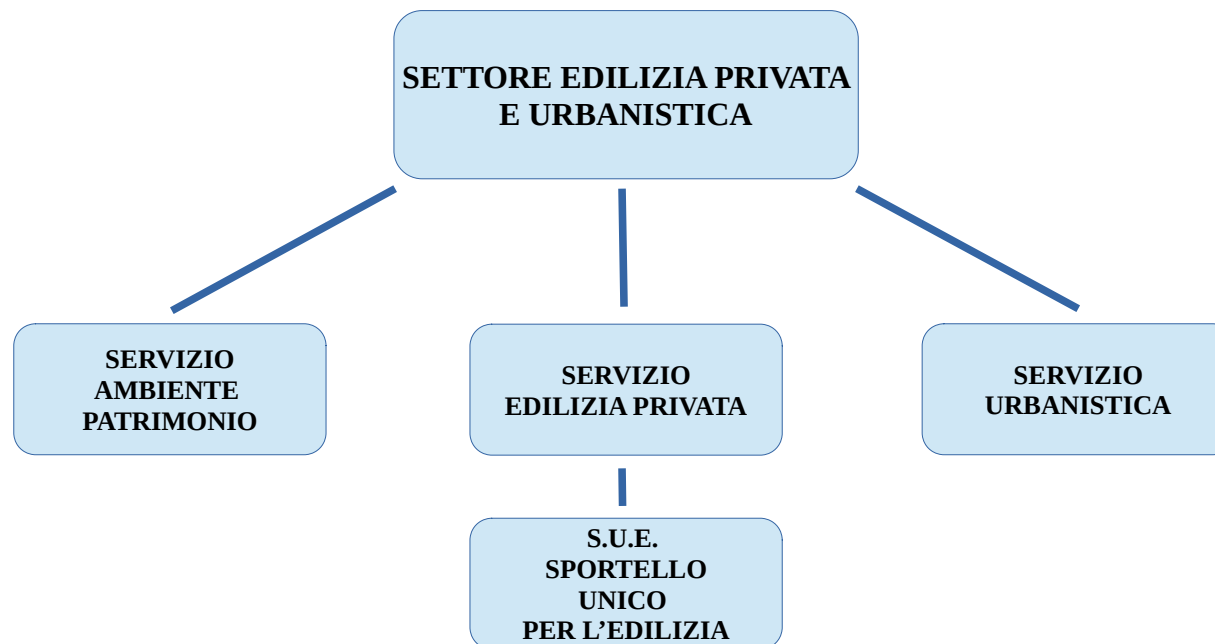 SETTORE EDILIZIA PRIVATA
E URBANISTICA
SERVIZIO
AMBIENTE
PATRIMONIO
SERVIZIO
EDILIZIA PRIVATA
SERVIZIO
URBANISTICA
S.U.E.
SPORTELLO
UNICO
PER L’EDILIZIA